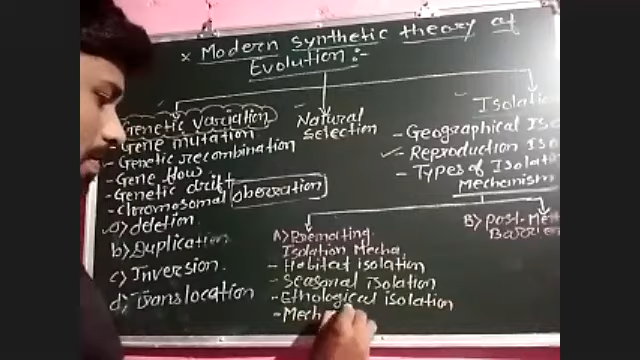 x Modern synthetic theory of
Evolution :-
Genetic variation
- Gene mutation
- Genetic recombination
- Gene flow
- Genetic drift
- Chromosomal oberration
a) deletion
b) Duplication
c) Inversion
d) Translocation
Natural
Selection
Isolatio
- Geographical Iso
- Reproduction Iso
- Types of Isolati
Mechanism
A> Premating
Isolation Mecha,
- Habitat isolation
- Seasonal isolation
- Ethological isolation
- Mech
B> Post-
Barrier